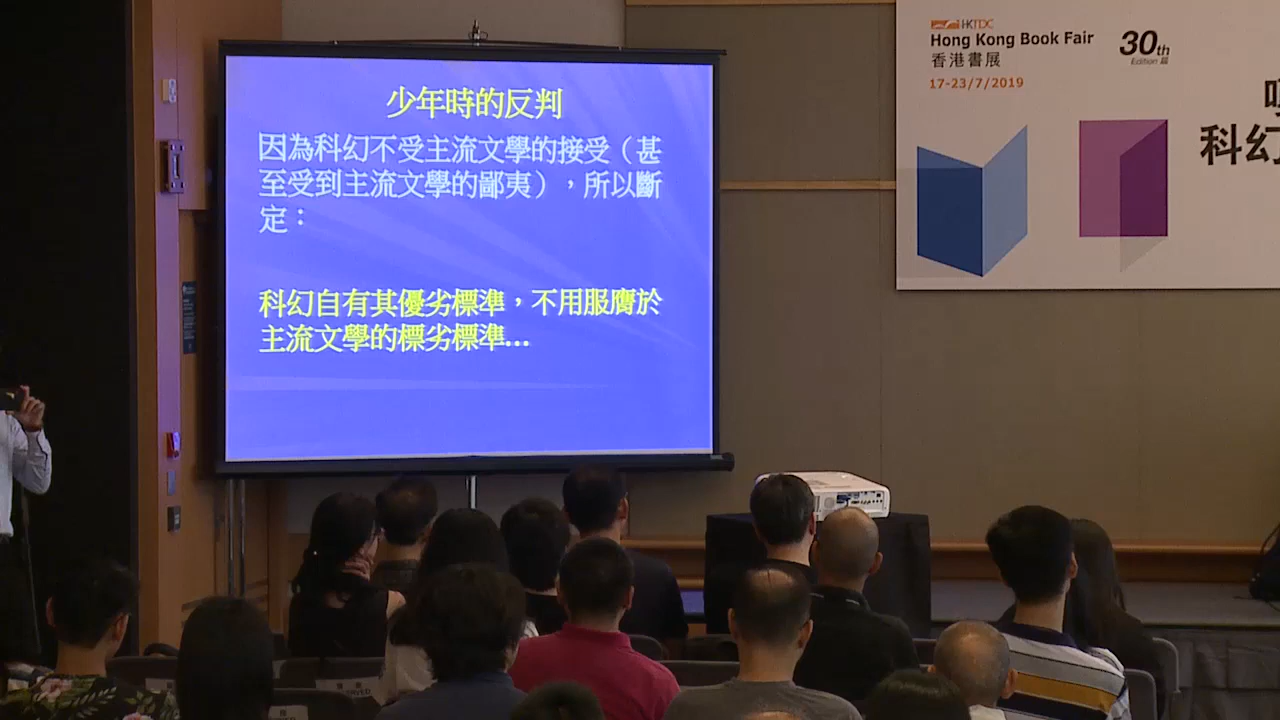 少年時的反判
因為科幻不受主流文學的接受（甚
至受到主流文學的鄙夷），所以斷
定：
科幻自有其優劣標準，不用服膺於
主流文學的標劣標準...
HKTDC
Hong Kong Book Fair
香港書展
17-23/7/2019
30th
Edition 屆
科幻